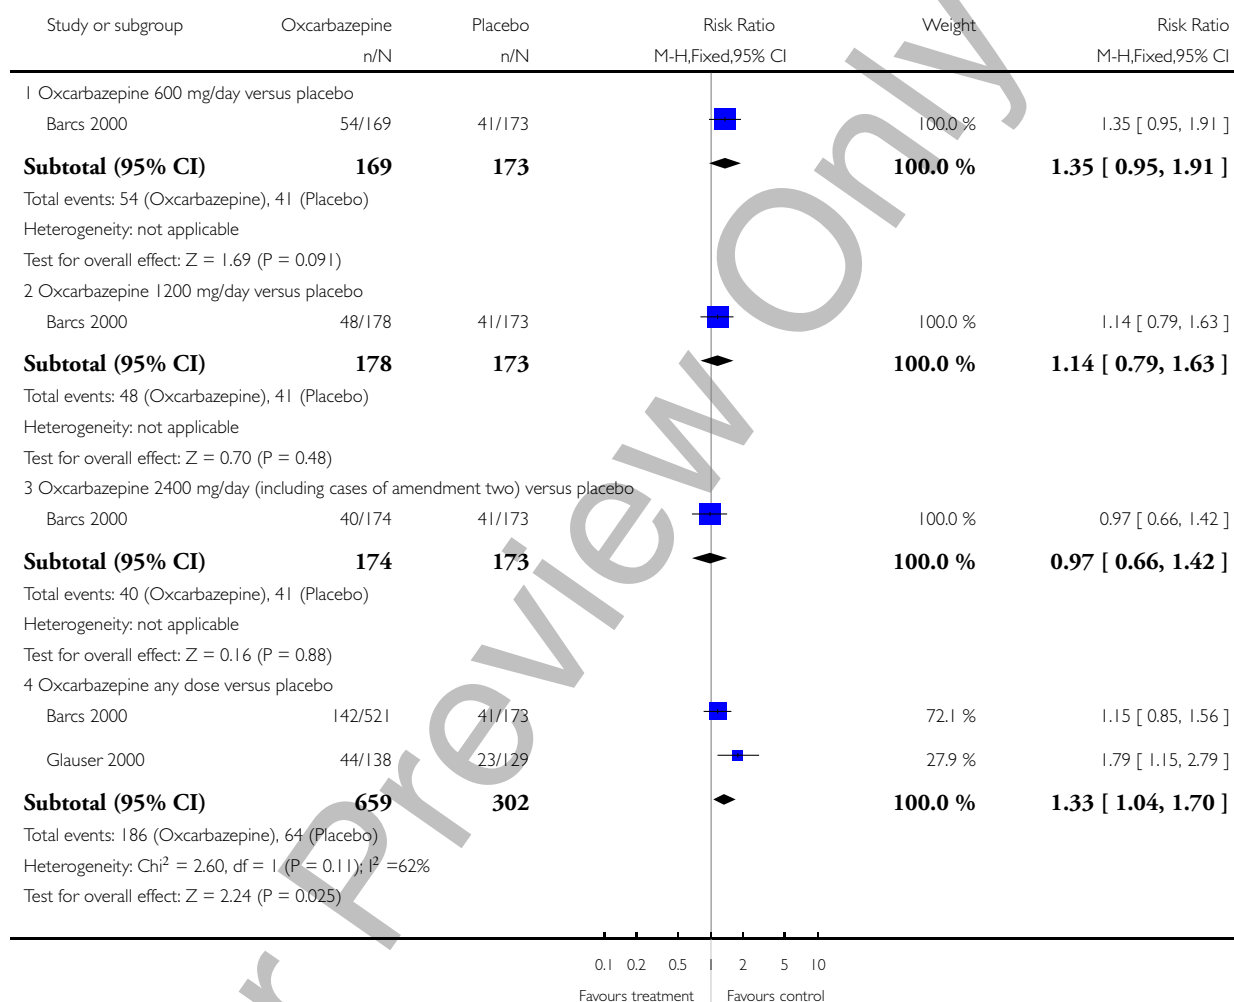 Study or subgroup Oxcarbazepine Placebo Risk Ratio Weight Risk Ratio
n/N n/N M-H,Fixed,95% CI M-H,Fixed,95% CI
1 Oxcarbazepine 600 mg/day versus placebo
Barcs 2000 54/169 41/173 100.0 % 1.35 [ 0.95, 1.91 ]
Subtotal (95% CI) 169 173 100.0 % 1.35 [ 0.95, 1.91 ]
Total events: 54 (Oxcarbazepine), 41 (Placebo)
Heterogeneity: not applicable
Test for overall effect: Z = 1.69 (P = 0.091)
2 Oxcarbazepine 1200 mg/day versus placebo
Barcs 2000 48/178 41/173 100.0 % 1.14 [ 0.79, 1.63 ]
Subtotal (95% CI) 178 173 100.0 % 1.14 [ 0.79, 1.63 ]
Total events: 48 (Oxcarbazepine), 41 (Placebo)
Heterogeneity: not applicable
Test for overall effect: Z = 0.70 (P = 0.48)
3 Oxcarbazepine 2400 mg/day (including cases of amendment two) versus placebo
Barcs 2000 40/174 41/173 100.0 % 0.97 [ 0.66, 1.42 ]
Subtotal (95% CI) 174 173 100.0 % 0.97 [ 0.66, 1.42 ]
Total events: 40 (Oxcarbazepine), 41 (Placebo)
Heterogeneity: not applicable
Test for overall effect: Z = 0.16 (P = 0.88)
4 Oxcarbazepine any dose versus placebo
Barcs 2000 142/521 41/173 72.1 % 1.15 [ 0.85, 1.56 ]
Glauser 2000 44/138 23/129 27.9 % 1.79 [ 1.15, 2.79 ]
Subtotal (95% CI) 659 302 100.0 % 1.33 [ 1.04, 1.70 ]
Total events: 186 (Oxcarbazepine), 64 (Placebo)
Heterogeneity: Chi² = 2.60, df = 1 (P = 0.11); I² =62%
Test for overall effect: Z = 2.24 (P = 0.025)
0.1 0.2 0.5 1 2 5 10
Favours treatment Favours control
Preview Only